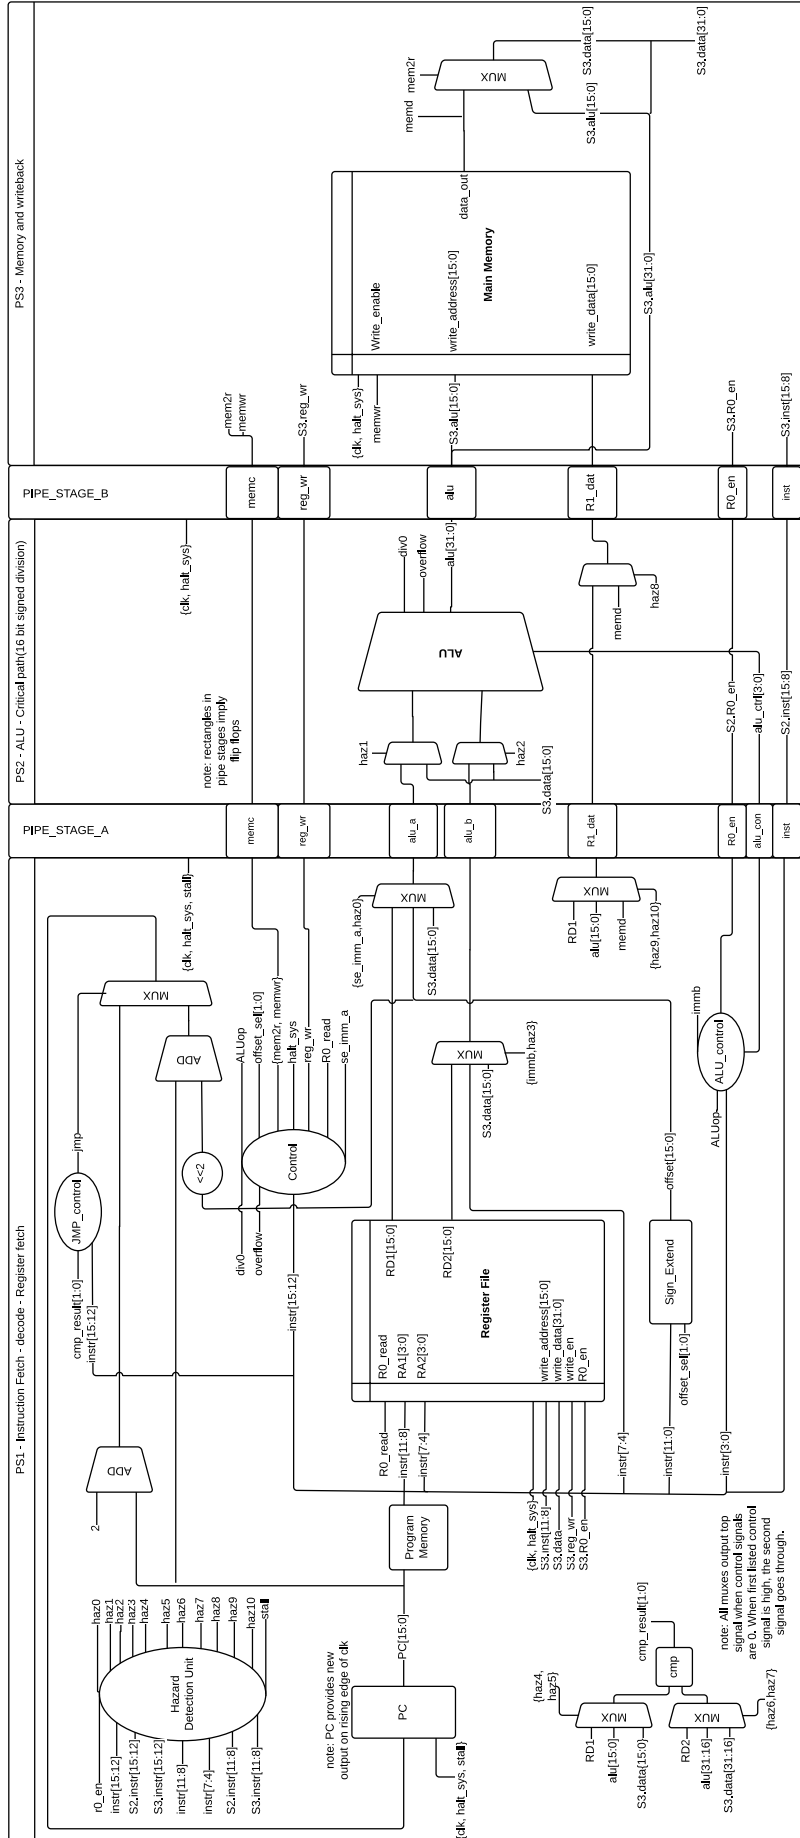 PS1 - Instruction Fetch - decode - Register fetch
PIPE_STAGE_A
PS2 - ALU - Critical path(16 bit signed division)
PIPE_STAGE_B
PS3 - Memory and writeback
r0_en
instr[15:12]
S2.instr[15:12]
S3.instr[15:12]
instr[11:8]
instr[7:4]
S2.instr[11:8]
S3.instr[11:8]
Hazard
Detection Unit
haz0
haz1
haz2
haz3
haz4
haz5
haz6
haz7
haz8
haz9
haz10
stall
2
ADD
cmp_result[1:0]
instr[15:12]
JMP_control
jmp
MUX
ADD
<<2
{clk, halt_sys, stall}
div0
overflow
instr[15:12]
Control
ALUop
offset_sel[1:0]
{mem2r, memwr}
halt_sys
reg_wr
R0_read
se_imm_a
note: PC provides new
output on rising edge of clk
{clk, halt_sys, stall}
PC
PC[15:0]
Program
Memory
R0_read
instr[11:8]
instr[7:4]
{clk, halt_sys}
S3.inst[11:8]
S3.data
S3.reg_wr
S3.R0_en
R0_read
RA1[3:0]
RA2[3:0]
Register File
write_address[15:0]
write_data[31:0]
write_en
R0_en
RD1[15:0]
RD2[15:0]
{se_imm_a,haz0}
MUX
S3.data[15:0]
MUX
S3.data[15:0]
{immb,haz3}
RD1
alu[15:0]
memd
MUX
{haz9,haz10}
instr[7:4]
instr[11:0]
offset_sel[1:0]
Sign_Extend
offset[15:0]
instr[3:0]
ALUop
ALU_control
immb
{haz4,
haz5}
RD1
alu[15:0]
S3.data[15:0]
MUX
RD2
alu[31:16]
S3.data[31:16]
MUX
{haz6,haz7}
cmp
cmp_result[1:0]
note: All muxes output top
signal when control signals
are 0. When first listed control
signal is high, the second
signal goes through.
memc
reg_wr
alu_a
alu_b
R1_dat
R0_en
alu_con
inst
note: rectangles in
pipe stages imply
flip flops
{clk, halt_sys}
haz1
haz2
S3.data[15:0]
ALU
div0
overflow
alu[31:0]
memd
haz8
S2.R0_en
alu_ctrl[3:0]
S2.inst[15:8]
memc
reg_wr
alu
R1_dat
R0_en
inst
mem2r
memwr
S3.reg_wr
{clk, halt_sys}
memwr
S3.alu[15:0]
Write_enable
write_address[15:0]
Main Memory
write_data[15:0]
data_out
S3.alu[31:0]
memd
mem2r
MUX
S3.alu[15:0]
S3.data[15:0]
S3.data[31:0]
S3.R0_en
S3.inst[15:8]